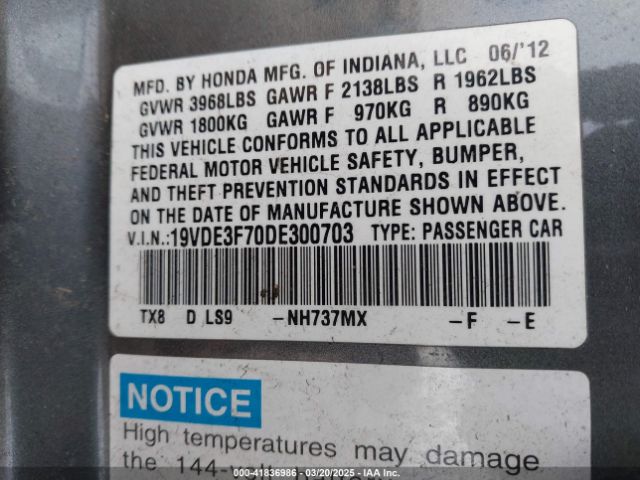 MFD. BY HONDA MFG. OF INDIANA, LLC 06/'12
GVWR 3968LBS GAWR F 2138LBS R 1962LBS
GVWR 1800KG GAWR F 970KG R 890KG
THIS VEHICLE CONFORMS TO ALL APPLICABLE
FEDERAL MOTOR VEHICLE SAFETY, BUMPER,
AND THEFT PREVENTION STANDARDS IN EFFECT
ON THE DATE OF MANUFACTURE SHOWN ABOVE.
V.I.N.:19VDE3F70DE300703 TYPE: PASSENGER CAR
TX8 D LS9 -NH737MX -F -E
NOTICE
High temperatures may damage
the 144-
000-41836986 - 03/20/2025 - IAA Inc.